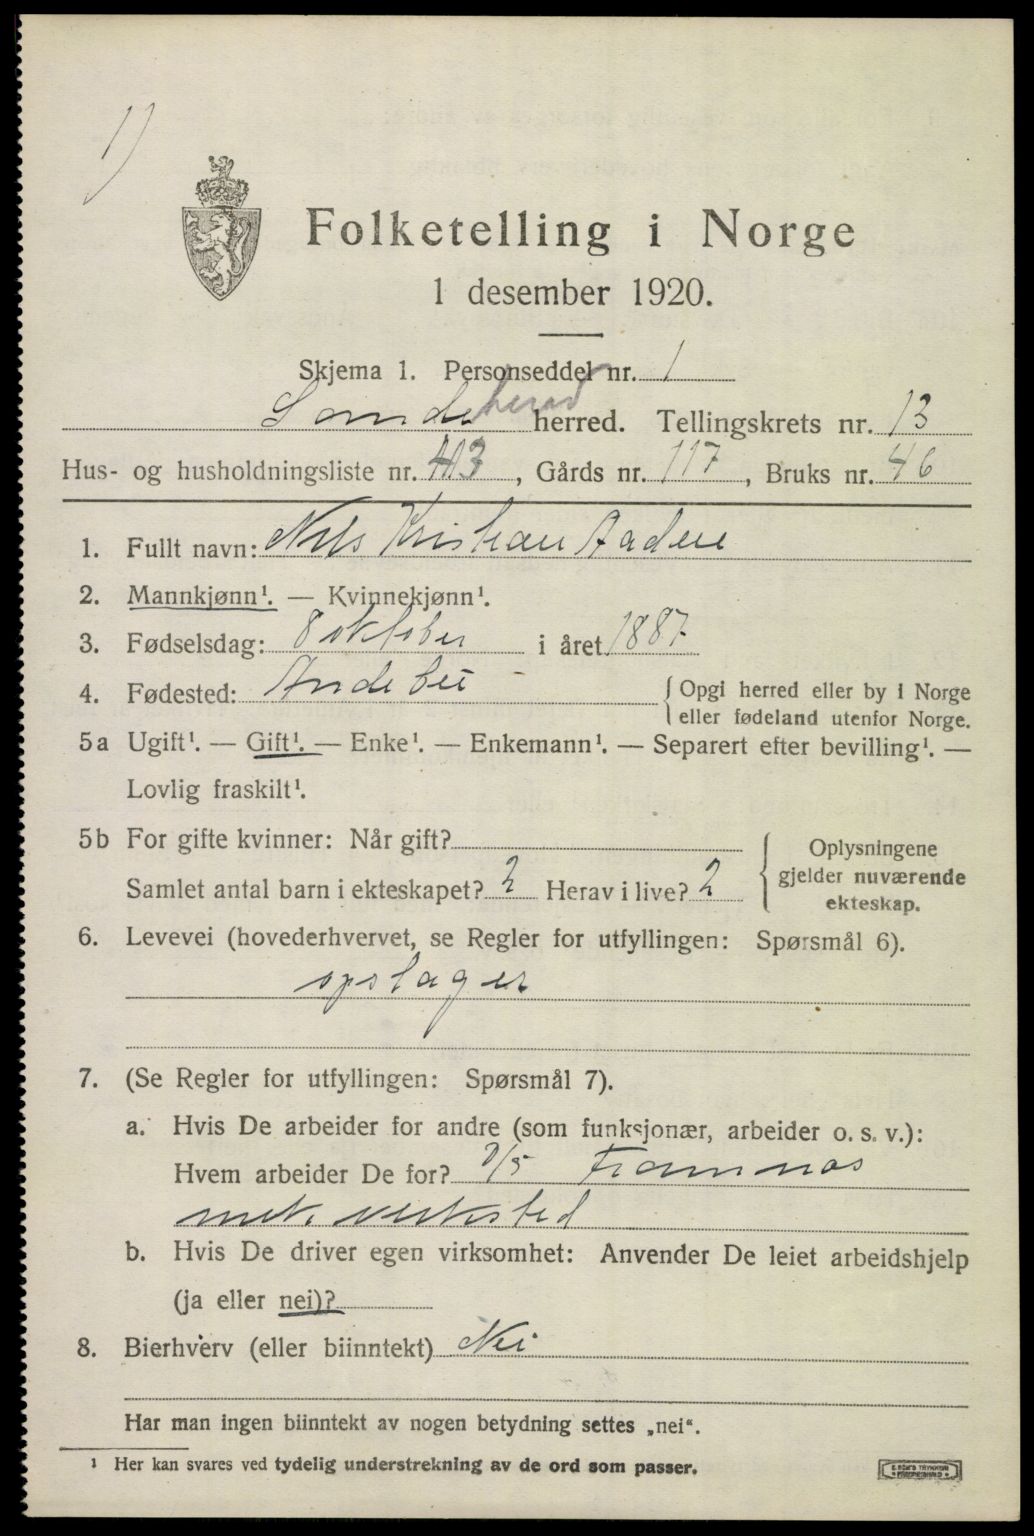 1)
Folketelling i Norge
1 desember 1920.
Skjema 1. Personseddel nr. 1
Sandeherad herred. Tellingskrets nr. 13
Hus- og husholdningsliste nr. 413, Gårds nr. 117, Bruks nr. 46
1. Fullt navn: Nils Kristian Aadne
2. Mannkjønn¹. — Kvinnekjønn¹.
3. Fødselsdag: 8 oktober i året 1887
4. Fødested: Andebu { Opgi herred eller by i Norge
eller fødeland utenfor Norge.
5a Ugift¹. — Gift¹. — Enke¹. — Enkemann¹. — Separert efter bevilling¹. —
Lovlig fraskilt¹.
5b For gifte kvinner: Når gift?
Samlet antal barn i ekteskapet? 2 Herav i live? 2
{ Oplysningene
gjelder nuværende
ekteskap.
6. Levevei (hovederhvervet, se Regler for utfyllingen: Spørsmål 6).
opslager
7. (Se Regler for utfyllingen: Spørsmål 7).
a. Hvis De arbeider for andre (som funksjonær, arbeider o. s. v.):
Hvem arbeider De for? Framnæs
mek. verksted
b. Hvis De driver egen virksomhet: Anvender De leiet arbeidshjelp
(ja eller nei)?
8. Bierhverv (eller biinntekt) Nei
Har man ingen biinntekt av nogen betydning settes „nei“.
¹ Her kan svares ved tydelig understrekning av de ord som passer.